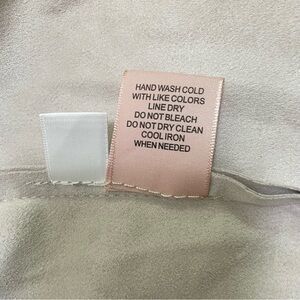 HAND WASH COLD
WITH LIKE COLORS
LINE DRY
DO NOT BLEACH
DO NOT DRY CLEAN
COOL IRON
WHEN NEEDED